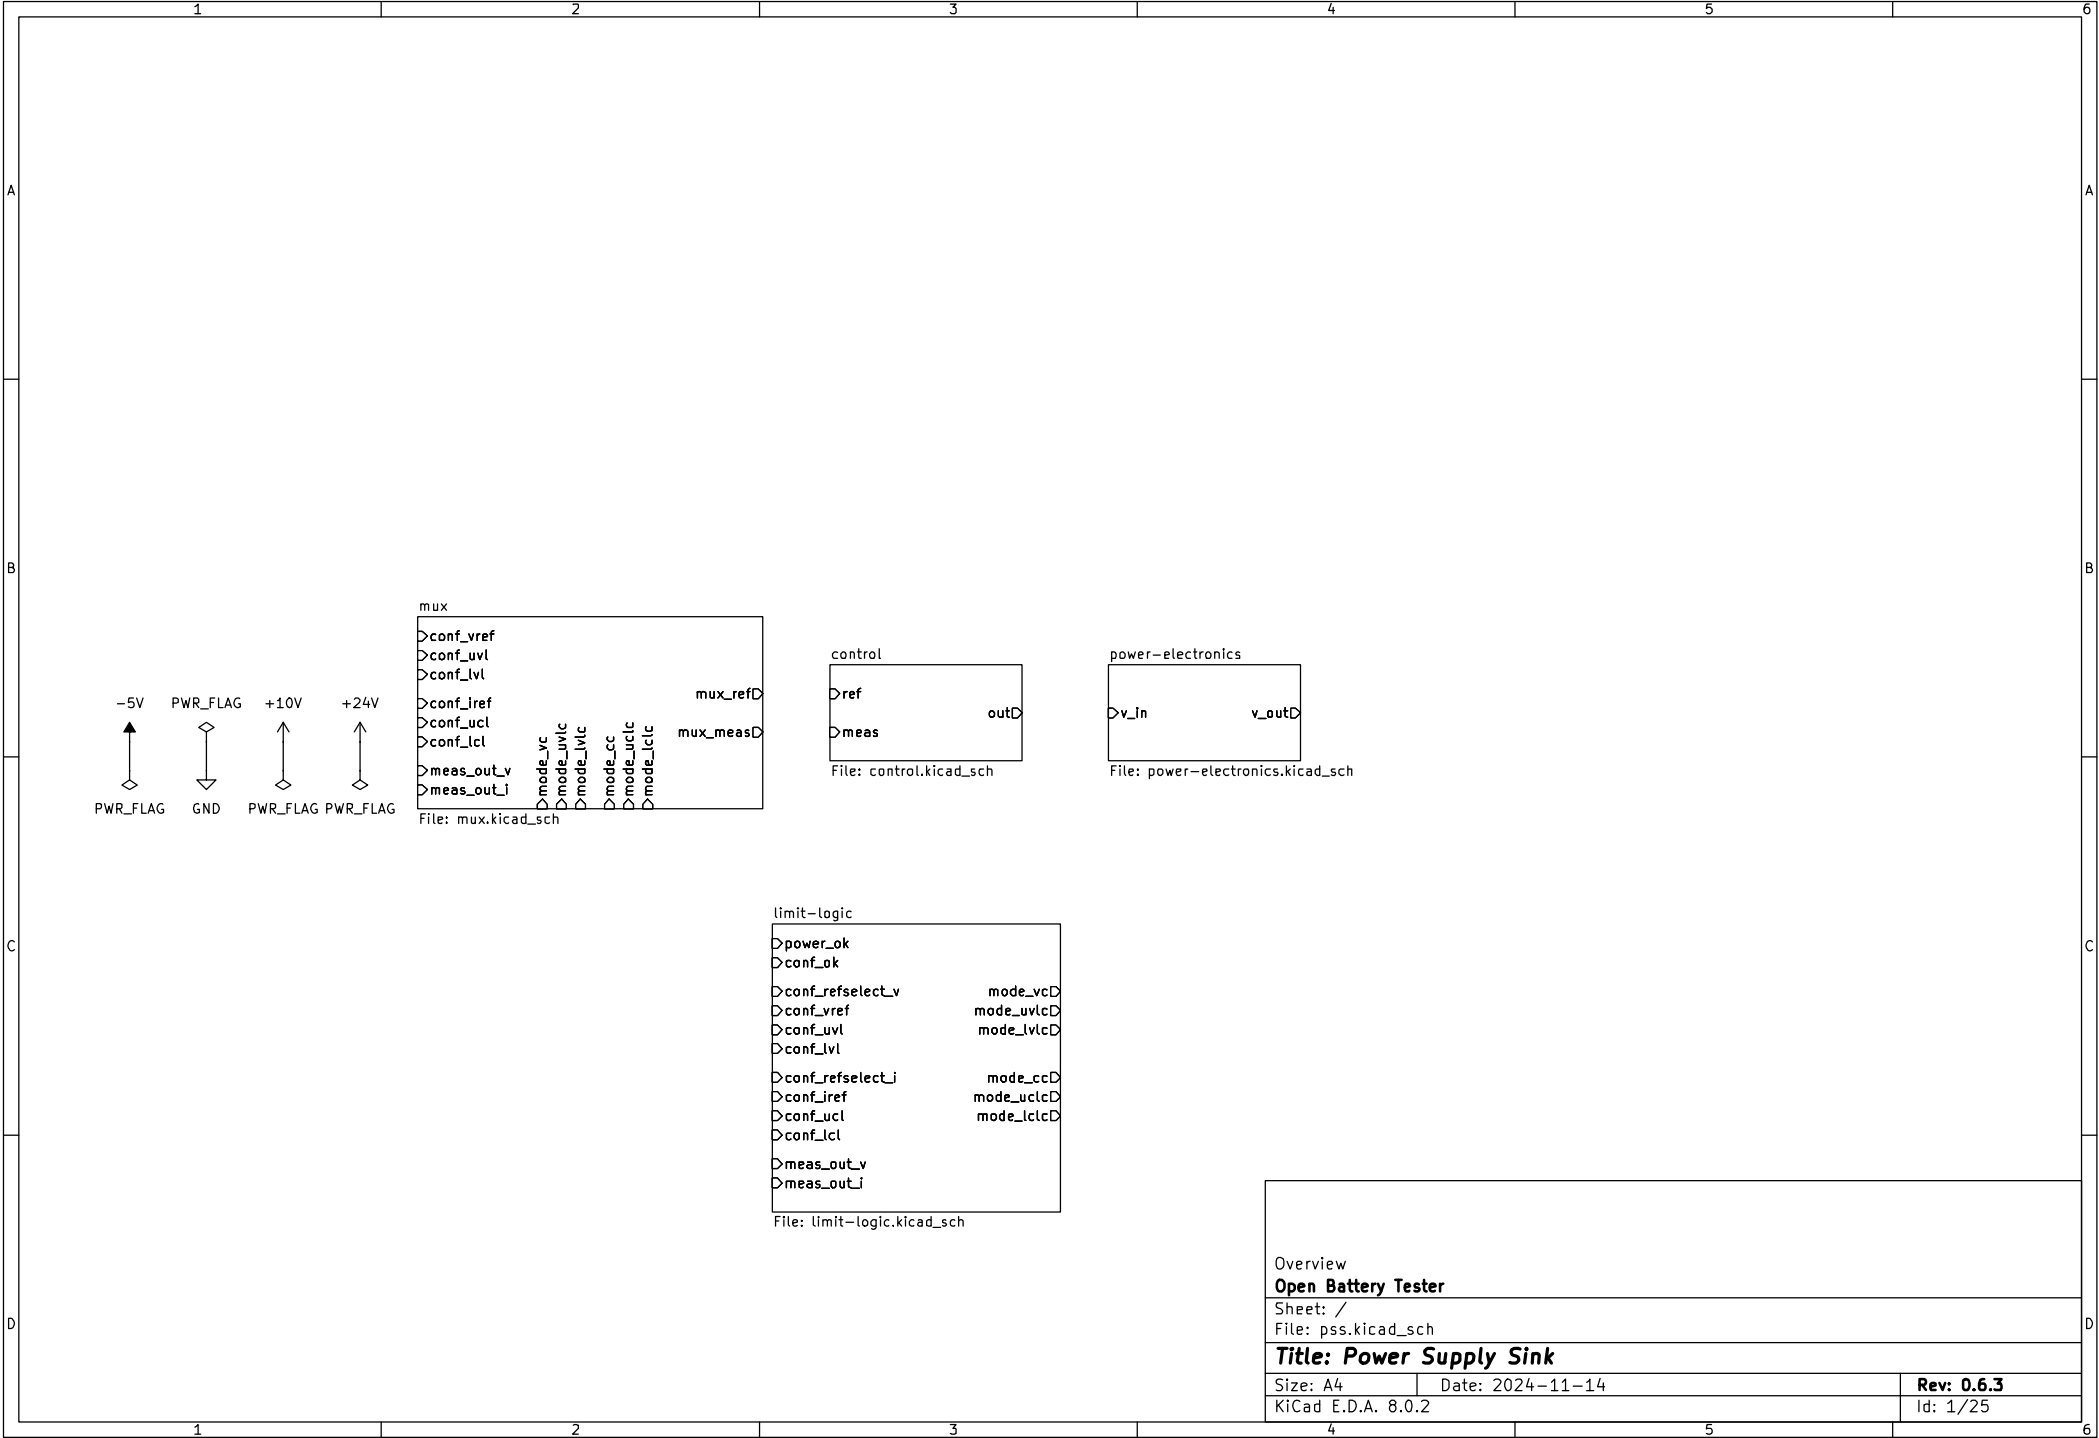 1 2 3 4 5 6
A A
B B
C C
D D
mux
conf_vref
conf_uvl
conf_lvl
conf_iref
conf_ucl
conf_lcl
meas_out_v
meas_out_i
mode_vc
mode_uvlc
mode_lvlc
mode_cc
mode_uclc
mode_lclc
mux_ref
mux_meas
File: mux.kicad_sch
control
ref
meas
out
File: control.kicad_sch
power-electronics
v_in
v_out
File: power-electronics.kicad_sch
-5V PWR_FLAG +10V +24V
PWR_FLAG GND PWR_FLAG PWR_FLAG
limit-logic
power_ok
conf_ok
conf_refselect_v
conf_vref
conf_uvl
conf_lvl
conf_refselect_i
conf_iref
conf_ucl
conf_lcl
meas_out_v
meas_out_i
mode_vc
mode_uvlc
mode_lvlc
mode_cc
mode_uclc
mode_lclc
File: limit-logic.kicad_sch
Overview
Open Battery Tester
Sheet: /
File: pss.kicad_sch
Title: Power Supply Sink
Size: A4 Date: 2024-11-14 Rev: 0.6.3
KiCad E.D.A. 8.0.2 Id: 1/25
1 2 3 4 5 6